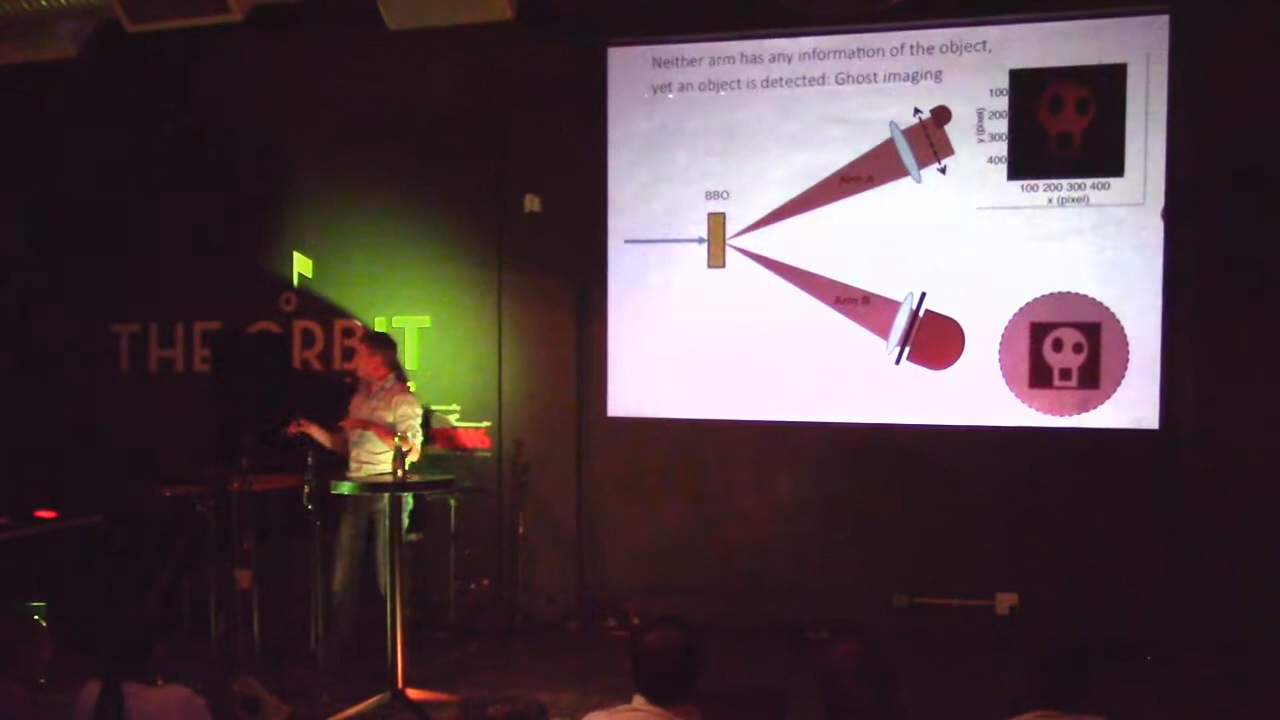 Neither arm has any information of the object,
yet an object is detected: Ghost imaging
100
200
300
400
y (pixel)
100 200 300 400
x (pixel)
BBO
Arm A
Arm B
THE ORBIT